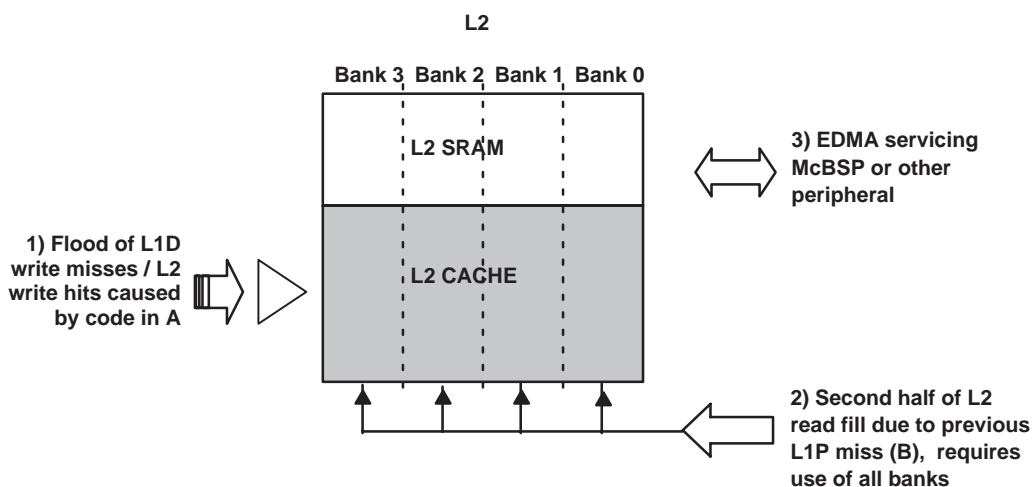 L2
Bank 3 Bank 2 Bank 1 Bank 0
L2 SRAM
3) EDMA servicing
McBSP or other
peripheral
1) Flood of L1D
write misses / L2
write hits caused
by code in A
L2 CACHE
2) Second half of L2
read fill due to previous
L1P miss (B), requires
use of all banks